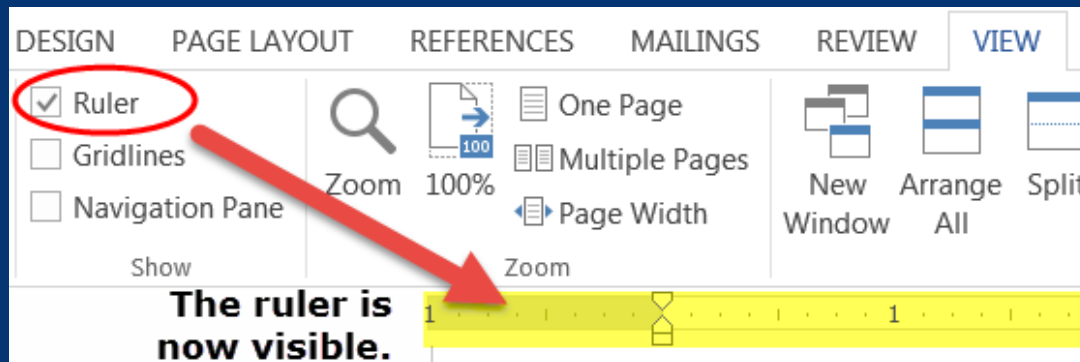 DESIGN PAGE LAYOUT REFERENCES MAILINGS REVIEW VIEW
Ruler
Gridlines
Navigation Pane
Show
Zoom
100
100%
One Page
Multiple Pages
Page Width
Zoom
New
Window
Arrange
All
Split
The ruler is
now visible.
1 1